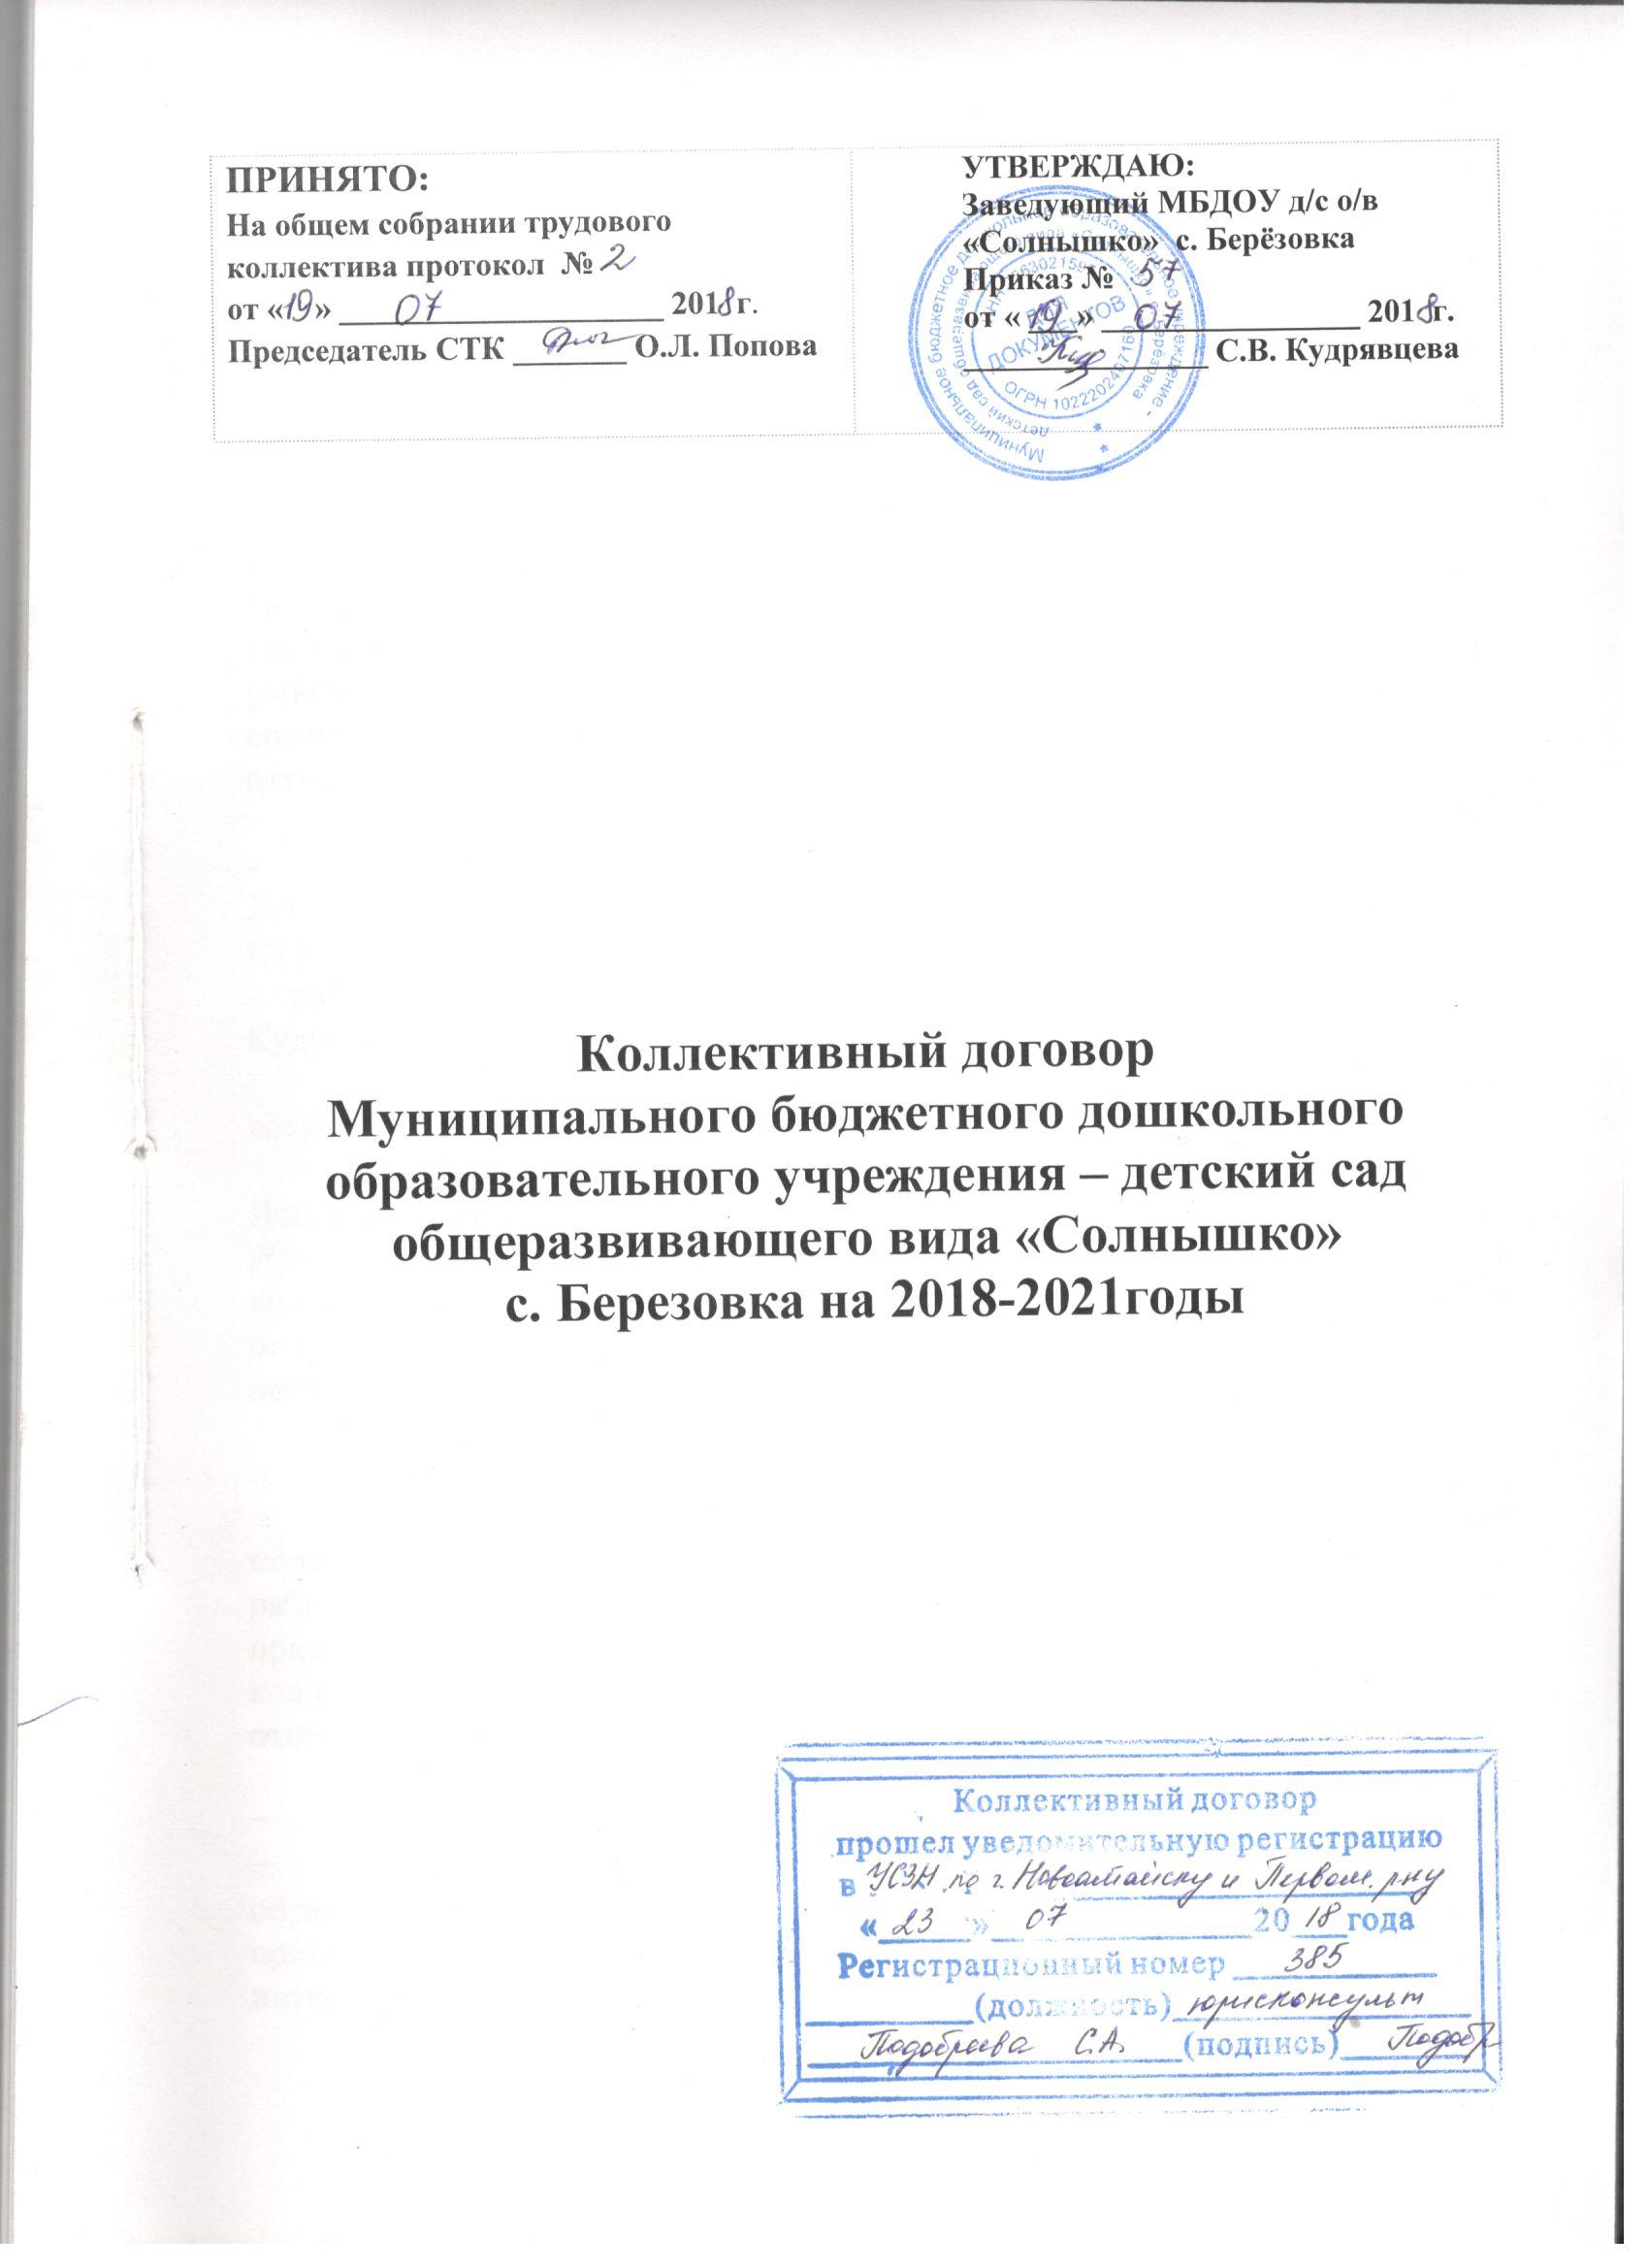 ПРИНЯТО:
На общем собрании трудового
коллектива протокол № 2
от «19» 07 2018г.
Председатель СТК ________ О.Л. Попова
УТВЕРЖДАЮ:
Заведующий МБДОУ д/с о/в
«Солнышко» с. Берёзовка
Приказ № 57
от « 19 » 07 2018г.
С.В. Кудрявцева
ДЛЯ
ДОКУМЕНТОВ
Коллективный договор
Муниципального бюджетного дошкольного
образовательного учреждения – детский сад
общеразвивающего вида «Солнышко»
с. Березовка на 2018-2021годы
Коллективный договор
прошел уведомительную регистрацию
в УСЗН по г. Новоалтайску и Первом. р-ну
« 23 » 07 20 18 года
Регистрационный номер 385
(должность) юрисконсульт
С.А. (подпись)